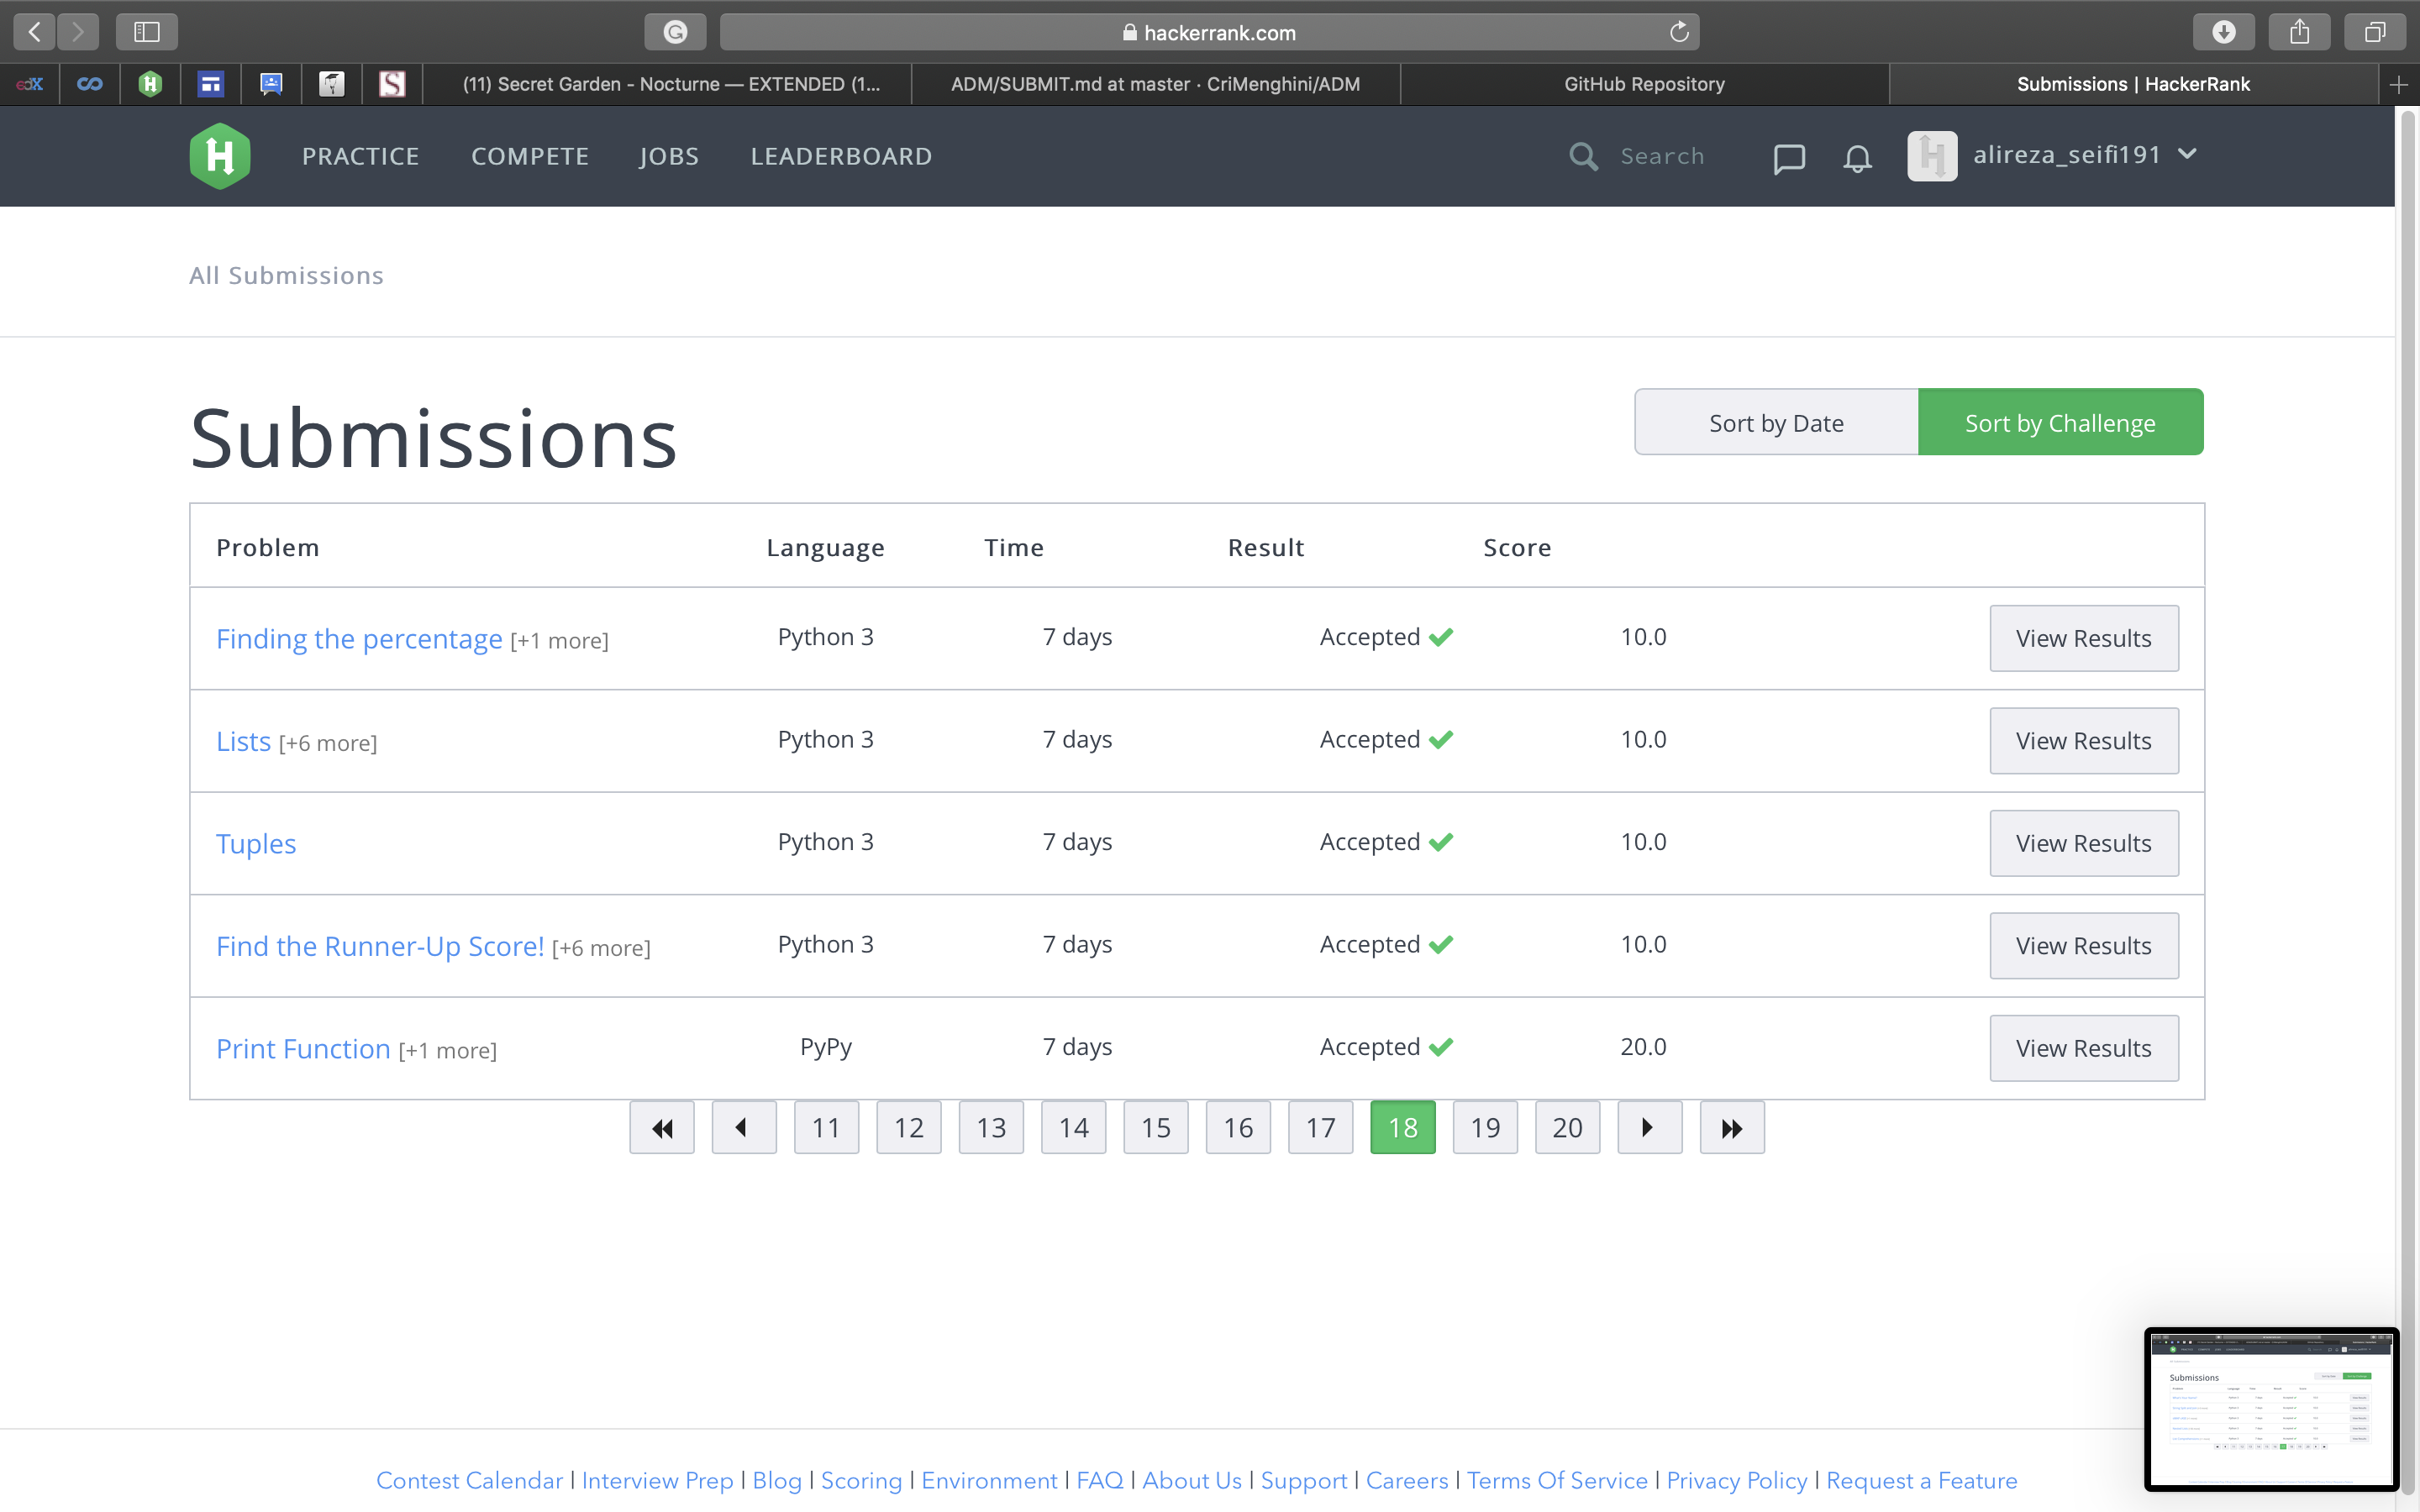 hackerrank.com
(11) Secret Garden - Nocturne — EXTENDED (1... ADM/SUBMIT.md at master · CriMenghini/ADM GitHub Repository Submissions | HackerRank
PRACTICE COMPETE JOBS LEADERBOARD Search alireza_seifi191
All Submissions
Submissions Sort by Date Sort by Challenge
Problem Language Time Result Score
Finding the percentage [+1 more] Python 3 7 days Accepted 10.0 View Results
Lists [+6 more] Python 3 7 days Accepted 10.0 View Results
Tuples Python 3 7 days Accepted 10.0 View Results
Find the Runner-Up Score! [+6 more] Python 3 7 days Accepted 10.0 View Results
Print Function [+1 more] PyPy 7 days Accepted 20.0 View Results
11 12 13 14 15 16 17 18 19 20
Submissions
Contest Calendar | Interview Prep | Blog | Scoring | Environment | FAQ | About Us | Support | Careers | Terms Of Service | Privacy Policy | Request a Feature